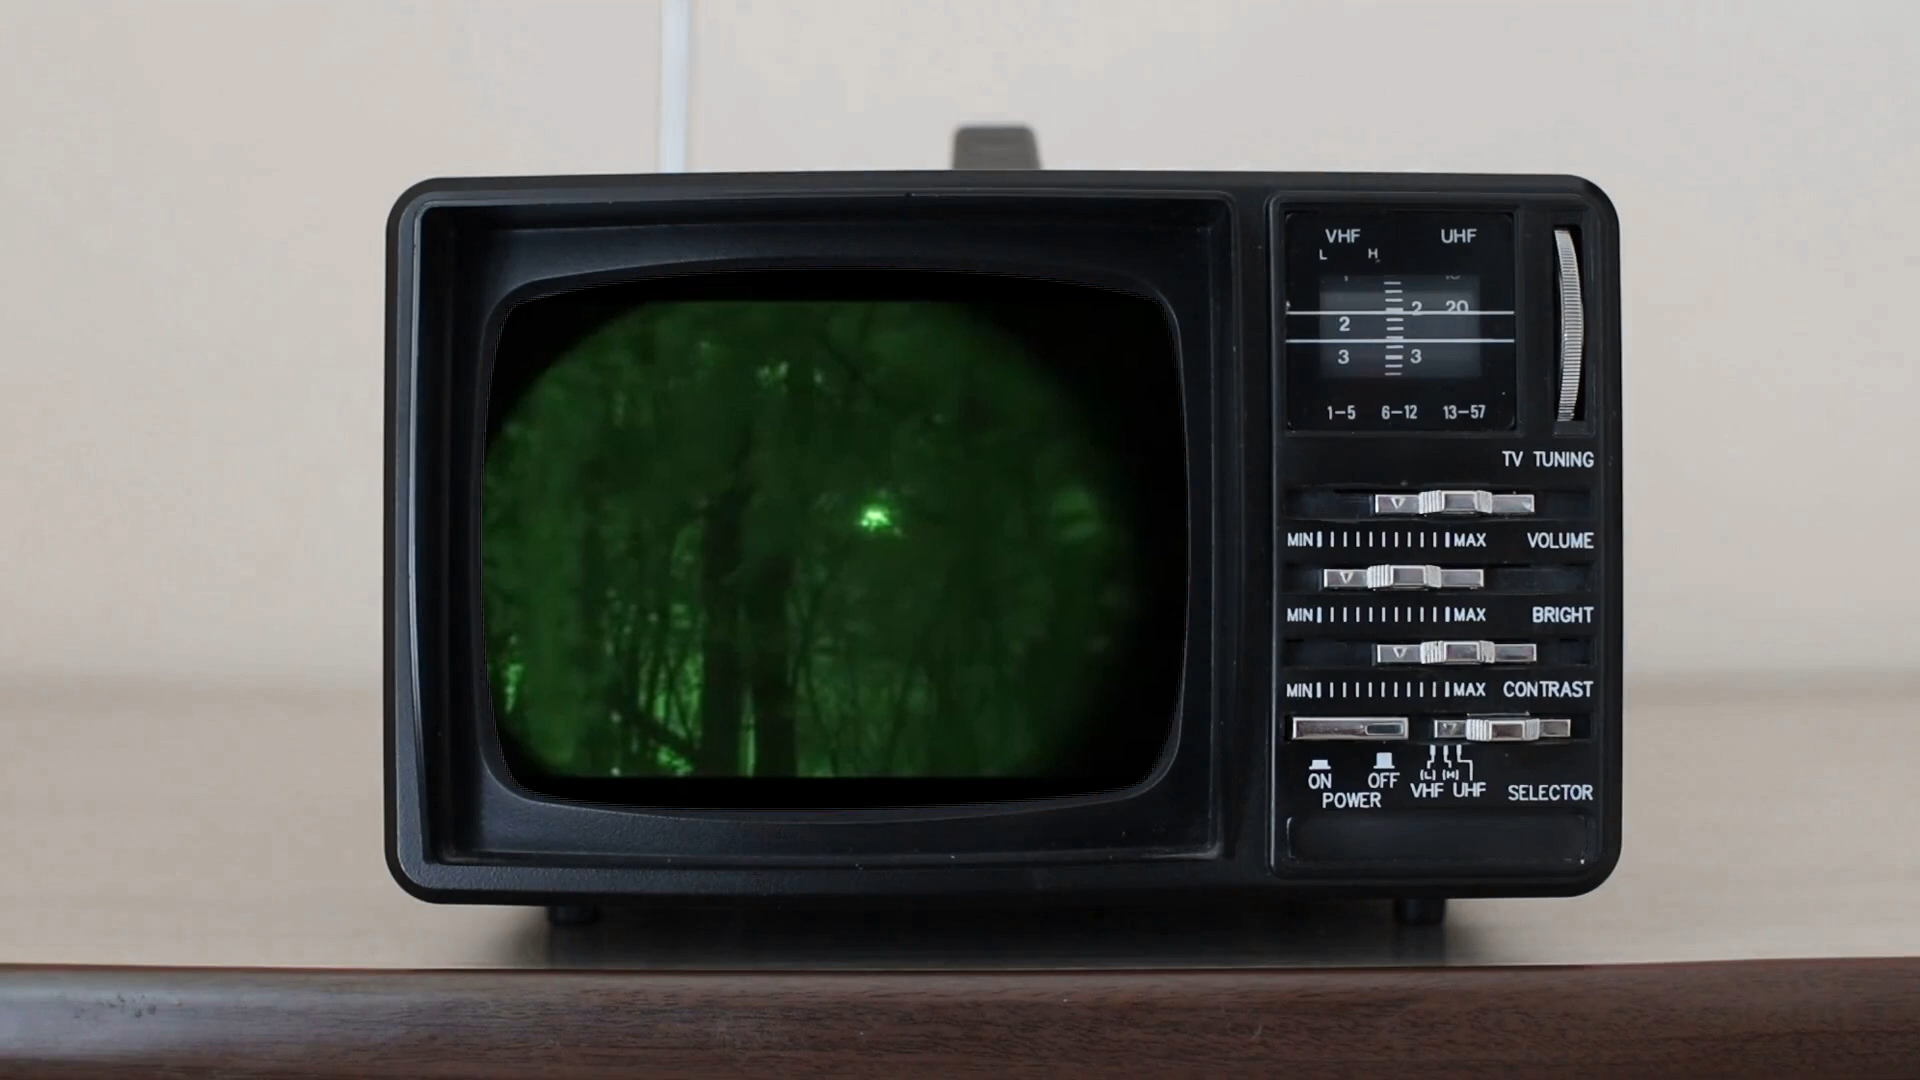 VHF UHF
L H
2 20
2
3 3
1-5 6-12 13-57
TV TUNING
MIN MAX VOLUME
MIN MAX BRIGHT
MIN MAX CONTRAST
ON OFF (L) (H)
POWER VHF UHF SELECTOR